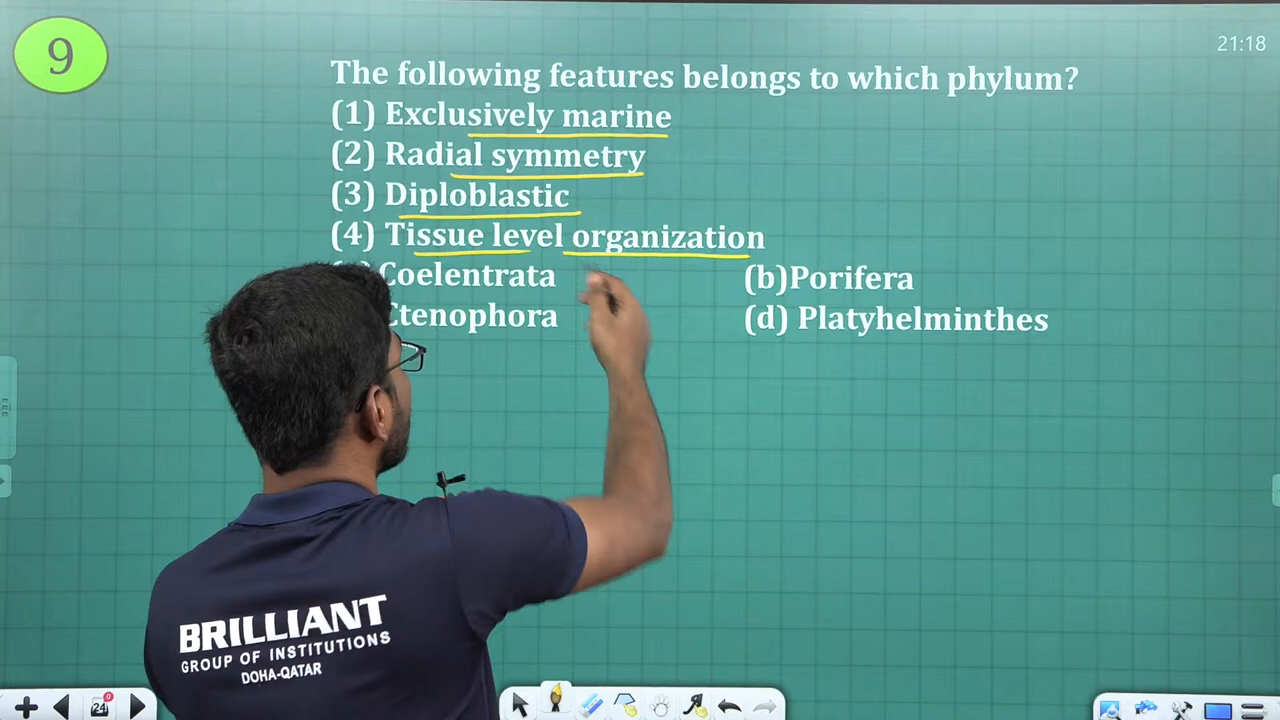 9
21:18
The following features belongs to which phylum?
(1) Exclusively marine
(2) Radial symmetry
(3) Diploblastic
(4) Tissue level organization
Coelentrata (b)Porifera
Ctenophora (d) Platyhelminthes
BRILLIANT
GROUP OF INSTITUTIONS
DOHA-QATAR
24
0